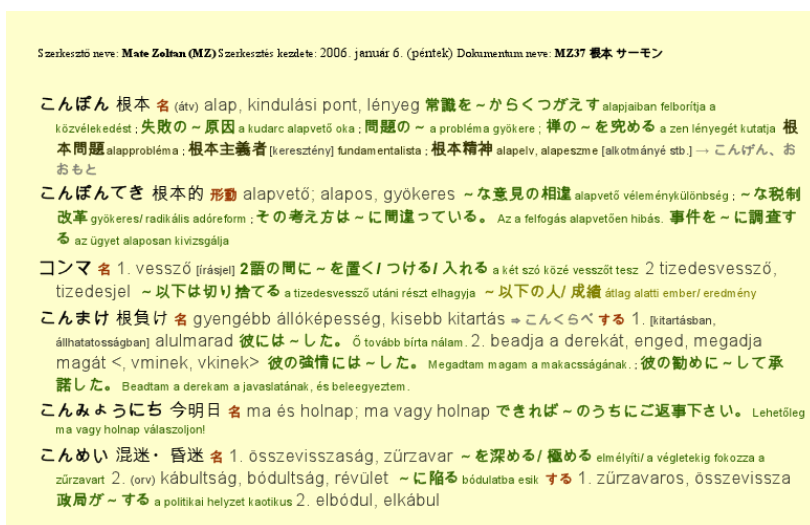 Szerkesztő neve: Mate Zoltan (MZ) Szerkesztés kezdete: 2006. január 6. (péntek) Dokumentum neve: MZ37 根本 サーモン
こんぽん 根本 名 (átv) alap, kindulási pont, lényeg 常識を～からくつがえす alapjaiban felborítja a
közvélekedést ; 失敗の～原因 a kudarc alapvető oka ; 問題の～ a probléma gyökere ; 禅の～を究める a zen lényegét kutatja 根
本問題 alapprobléma ; 根本主義者 [keresztény] fundamentalista ; 根本精神 alapelv, alapeszme [alkotmányé stb.] → こんげん、お
おもと
こんぽんてき 根本的 形動 alapvető; alapos, gyökeres ～な意見の相違 alapvető véleménykülönbség ; ～な税制
改革 gyökeres/ radikális adóreform ; その考え方は～に間違っている。 Az a felfogás alapvetően hibás. 事件を～に調査す
る az ügyet alaposan kivizsgálja
コンマ 名 1. vessző [írásjel] 2語の間に～を置く/ つける/ 入れる a két szó közé vesszőt tesz 2 tizedesvessző,
tizedesjel ～以下は切り捨てる a tizedesvessző utáni részt elhagyja ～以下の人/ 成績 átlag alatti ember/ eredmény
こんまけ 根負け 名 gyengébb állóképesség, kisebb kitartás ⇒ こんくらべ する 1. [kitartásban,
állhatatosságban] alulmarad 彼には～した。 ő tovább bírta nálam. 2. beadja a derekát, enged, megadja
magát <, vminek, vkinek> 彼の強情には～した。 Megadtam magam a makacsságának. ; 彼の勧めに～して承
諾した。 Beadtam a derekam a javaslatának, és beleegyeztem.
こんみょうにち 今明日 名 ma és holnap; ma vagy holnap できれば～のうちにご返事下さい。 Lehetőleg
ma vagy holnap válaszoljon!
こんめい 混迷・ 昏迷 名 1. összevisszaság, zűrzavar ～を深める/ 極める elmélyíti/ a végletekig fokozza a
zűrzavart 2. (orv) kábultság, bódultság, révület ～に陥る bódulatba esik する 1. zűrzavaros, összevissza
政局が～する a politikai helyzet kaotikus 2. elbódul, elkábul